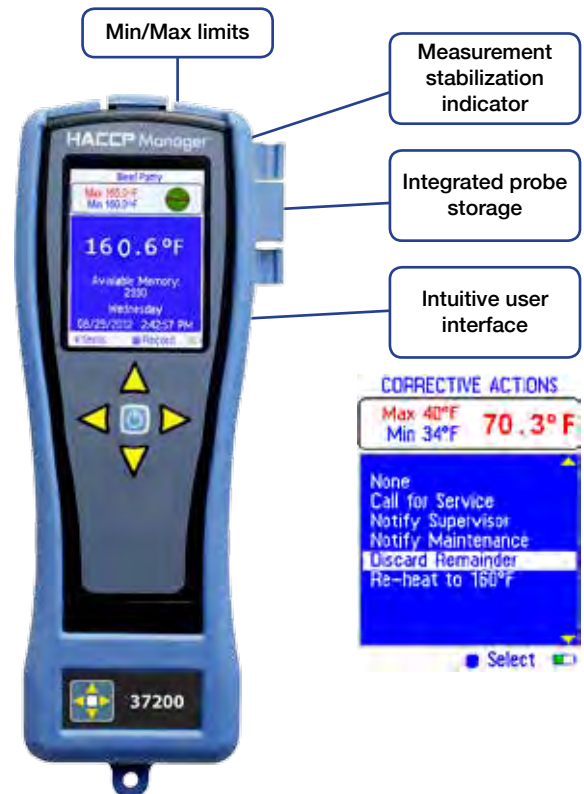 Min/Max limits
Measurement
stabilization
indicator
Integrated probe
storage
Intuitive user
interface
HACCP Manager
Beef Patty
Max 165.0°F
Min 160.0°F
160.6°F
Available Memory:
Wednesday
08/29/2012 2:42:57 PM
Record
37200
CORRECTIVE ACTIONS
Max 40°F
Min 34°F
70.3°F
None
Call for Service
Notify Supervisor
Notify Maintenance
Discard Remainder
Re-heat to 160°F
Select